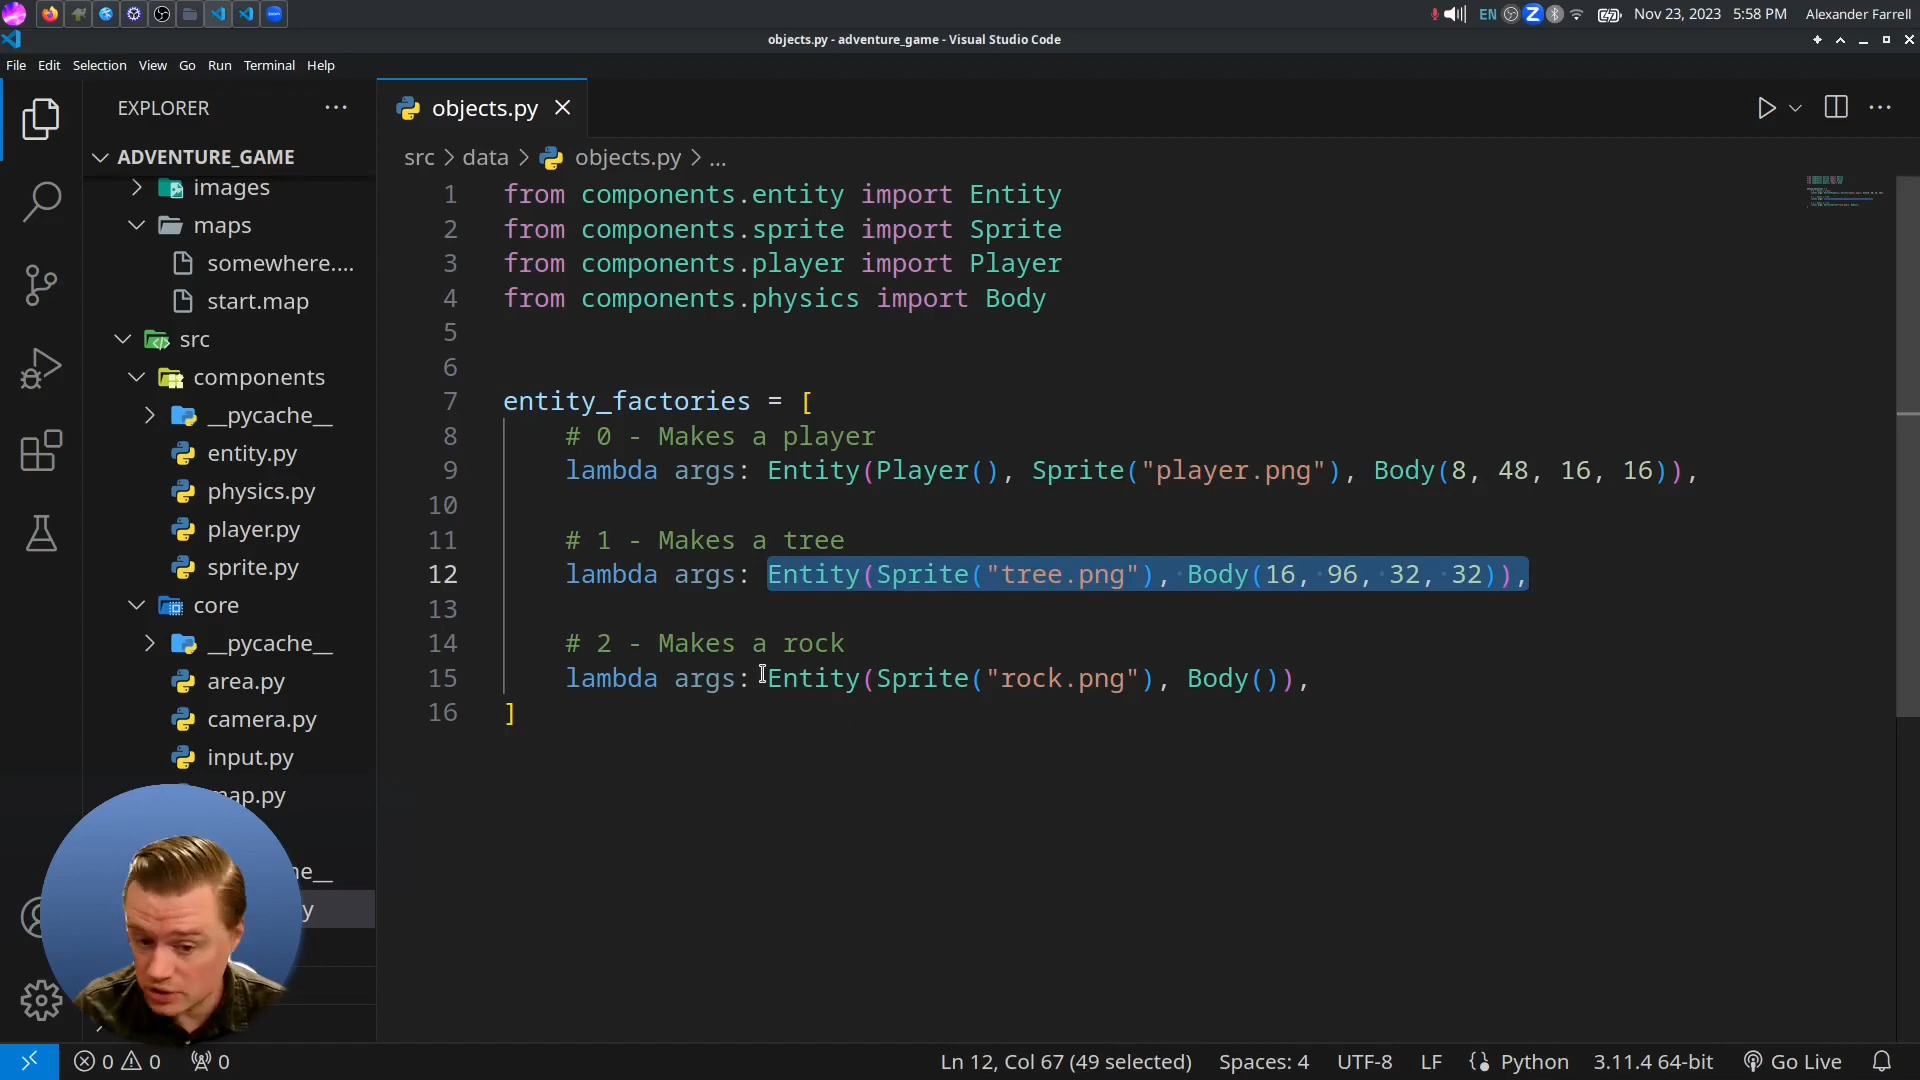 EN Nov 23, 2023 5:58 PM Alexander Farrell
objects.py - adventure_game - Visual Studio Code
File Edit Selection View Go Run Terminal Help
EXPLORER
ADVENTURE_GAME
images
maps
somewhere....
start.map
src
components
__pycache__
entity.py
physics.py
player.py
sprite.py
core
__pycache__
area.py
camera.py
input.py
map.py
he__
y
objects.py
src > data > objects.py > ...
1 from components.entity import Entity
2 from components.sprite import Sprite
3 from components.player import Player
4 from components.physics import Body
5
6
7 entity_factories = [
8 # 0 - Makes a player
9 lambda args: Entity(Player(), Sprite("player.png"), Body(8, 48, 16, 16)),
10
11 # 1 - Makes a tree
12 lambda args: Entity(Sprite("tree.png"), Body(16, 96, 32, 32)),
13
14 # 2 - Makes a rock
15 lambda args: Entity(Sprite("rock.png"), Body()),
16 ]
0 0 0 Ln 12, Col 67 (49 selected) Spaces: 4 UTF-8 LF Python 3.11.4 64-bit Go Live